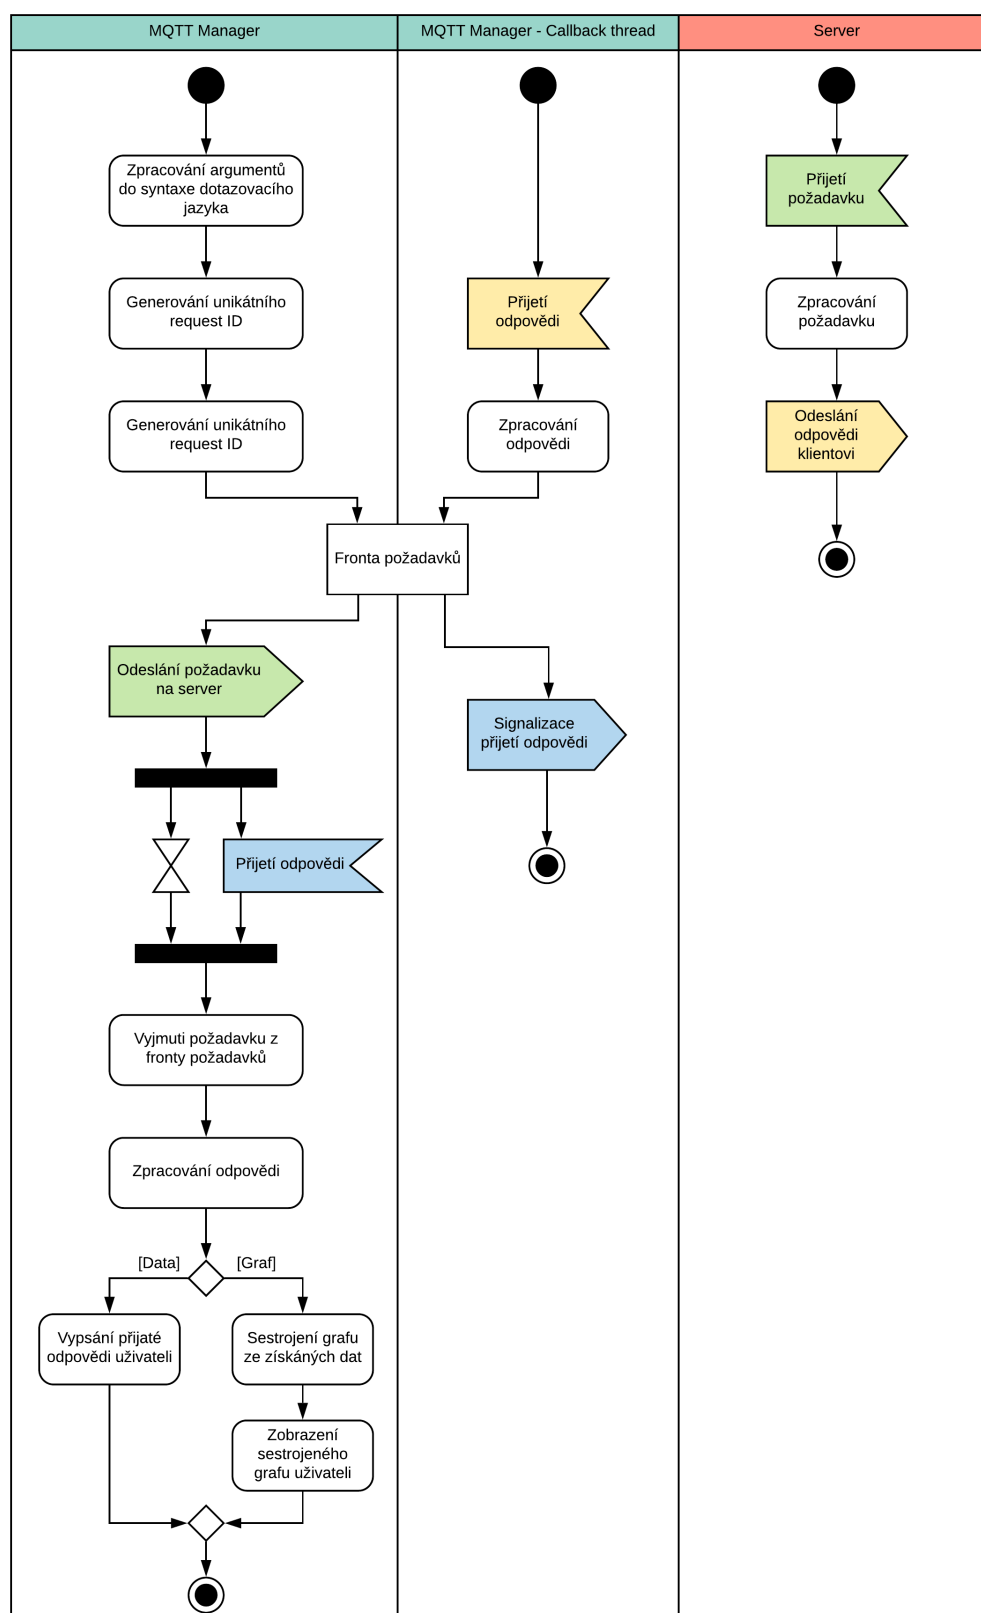 MQTT Manager
MQTT Manager - Callback thread
Server
Zpracování argumentů
do syntaxe dotazovacího
jazyka
Přijetí
požadavku
Generování unikátního
request ID
Přijetí
odpovědi
Zpracování
požadavku
Generování unikátního
request ID
Zpracování
odpovědi
Odeslání
odpovědi
klientovi
Fronta požadavků
Odeslání požadavku
na server
Signalizace
přijetí odpovědi
Přijetí odpovědi
Vyjmuti požadavku z
fronty požadavků
Zpracování odpovědi
[Data]
[Graf]
Vypsání přijaté
odpovědi uživateli
Sestrojení grafu
ze získáných dat
Zobrazení
sestrojeného
grafu uživateli